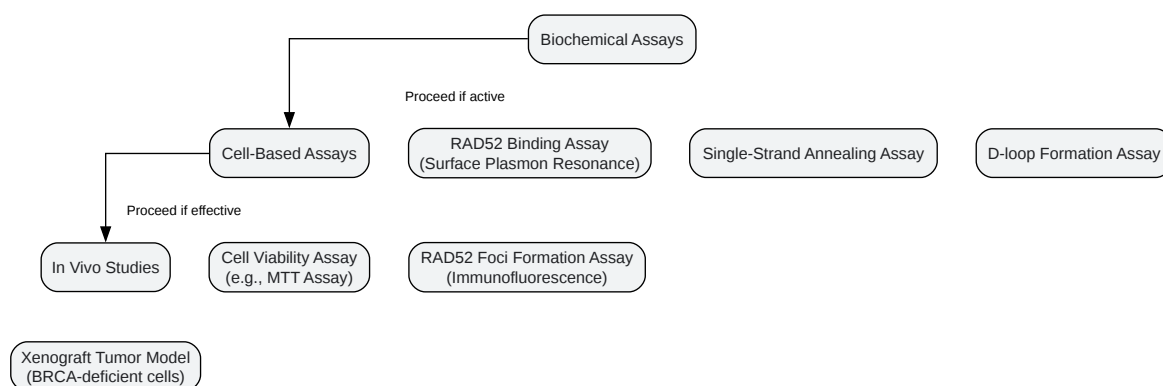 Biochemical Assays
Proceed if active
Cell-Based Assays
RAD52 Binding Assay
(Surface Plasmon Resonance)
Single-Strand Annealing Assay
D-loop Formation Assay
Proceed if effective
In Vivo Studies
Cell Viability Assay
(e.g., MTT Assay)
RAD52 Foci Formation Assay
(Immunofluorescence)
Xenograft Tumor Model
(BRCA-deficient cells)